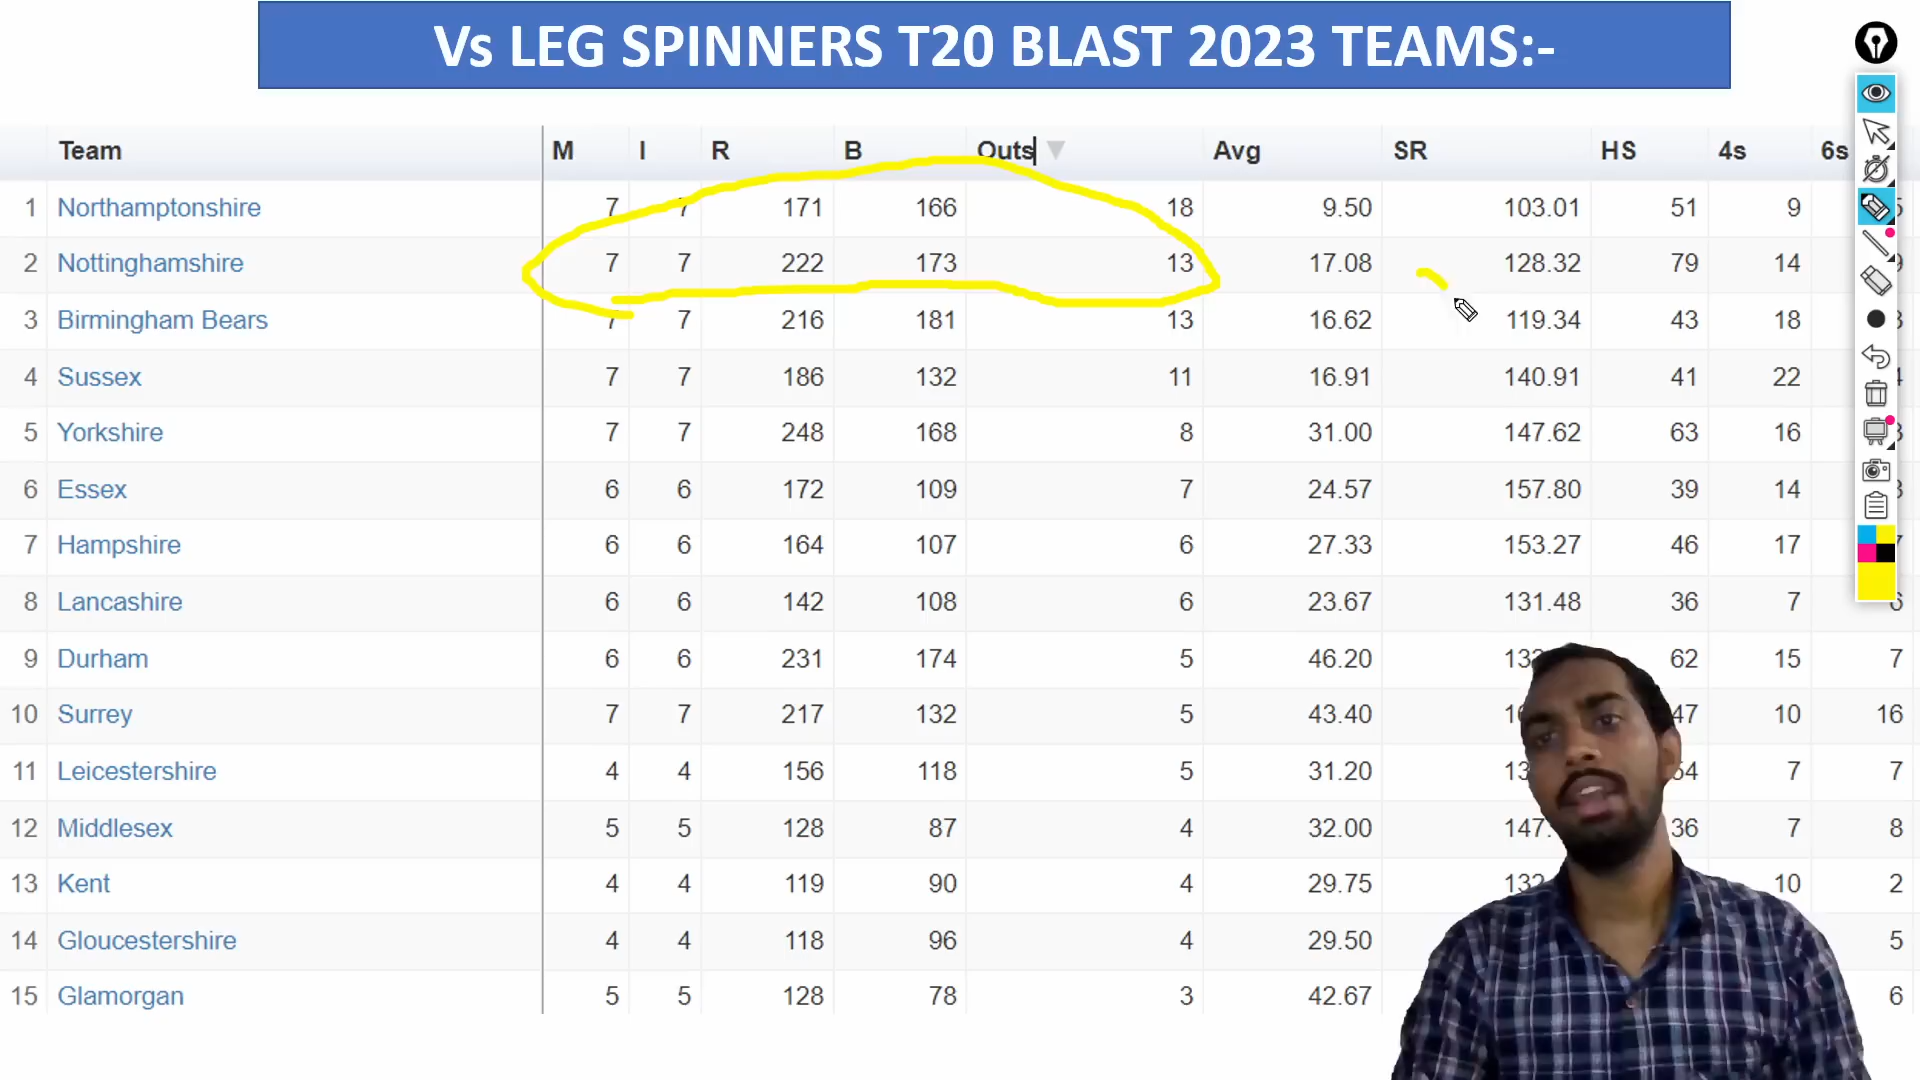 Vs LEG SPINNERS T20 BLAST 2023 TEAMS:-
Team M I R B Outs Avg SR HS 4s 6s
1 Northamptonshire 7 7 171 166 18 9.50 103.01 51 9
2 Nottinghamshire 7 7 222 173 13 17.08 128.32 79 14
3 Birmingham Bears 7 7 216 181 13 16.62 119.34 43 18
4 Sussex 7 7 186 132 11 16.91 140.91 41 22
5 Yorkshire 7 7 248 168 8 31.00 147.62 63 16
6 Essex 6 6 172 109 7 24.57 157.80 39 14
7 Hampshire 6 6 164 107 6 27.33 153.27 46 17
8 Lancashire 6 6 142 108 6 23.67 131.48 36 7 6
9 Durham 6 6 231 174 5 46.20 62 15 7
10 Surrey 7 7 217 132 5 43.40 47 10 16
11 Leicestershire 4 4 156 118 5 31.20 7 7
12 Middlesex 5 5 128 87 4 32.00 36 7 8
13 Kent 4 4 119 90 4 29.75 10 2
14 Gloucestershire 4 4 118 96 4 29.50 5
15 Glamorgan 5 5 128 78 3 42.67 6